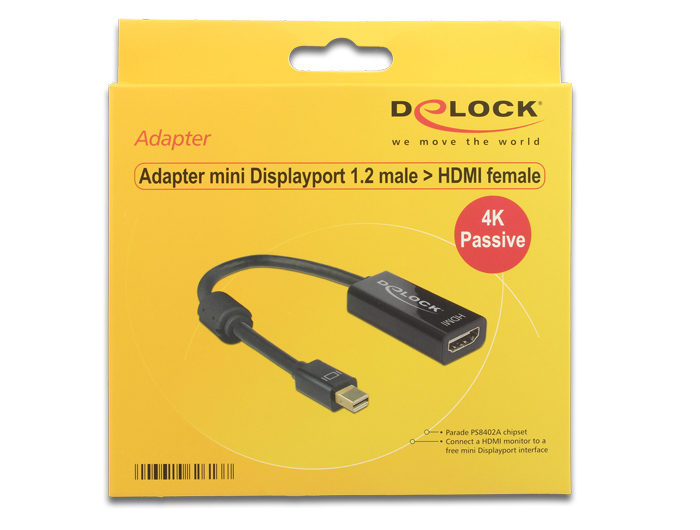 DeLOCK®
we move the world
Adapter
Adapter mini Displayport 1.2 male > HDMI female
4K
Passive
DeLOCK
HDMI
• Parade PS8402A chipset
• Connect a HDMI monitor to a
free mini Displayport interface